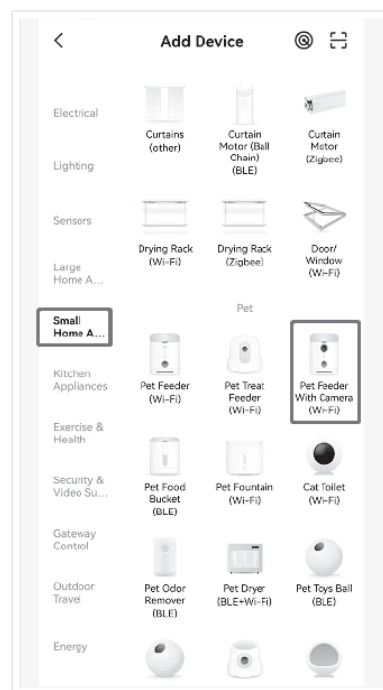 Add Device
Electrical
Lighting
Sensors
Large
Home A...
Small
Home A...
Kitchen
Appliances
Exercise &
Health
Security &
Video Su...
Gateway
Control
Outdoor
Travel
Energy
Curtains
(other)
Curtain
Motor (Ball
Chain)
(BLE)
Curtain
Motor
(Zigbee)
Drying Rack
(Wi-Fi)
Drying Rack
(Zigbee)
Door/
Window
(Wi-Fi)
Pet
Pet Feeder
(Wi-Fi)
Pet Treat
Feeder
(Wi-Fi)
Pet Feeder
With Camera
(Wi-Fi)
Pet Food
Bucket
(BLE)
Pet Fountain
(Wi-Fi)
Cat Toilet
(Wi-Fi)
Pet Odor
Remover
(BLE)
Pet Dryer
(BLE+Wi-Fi)
Pet Toys Ball
(BLE)